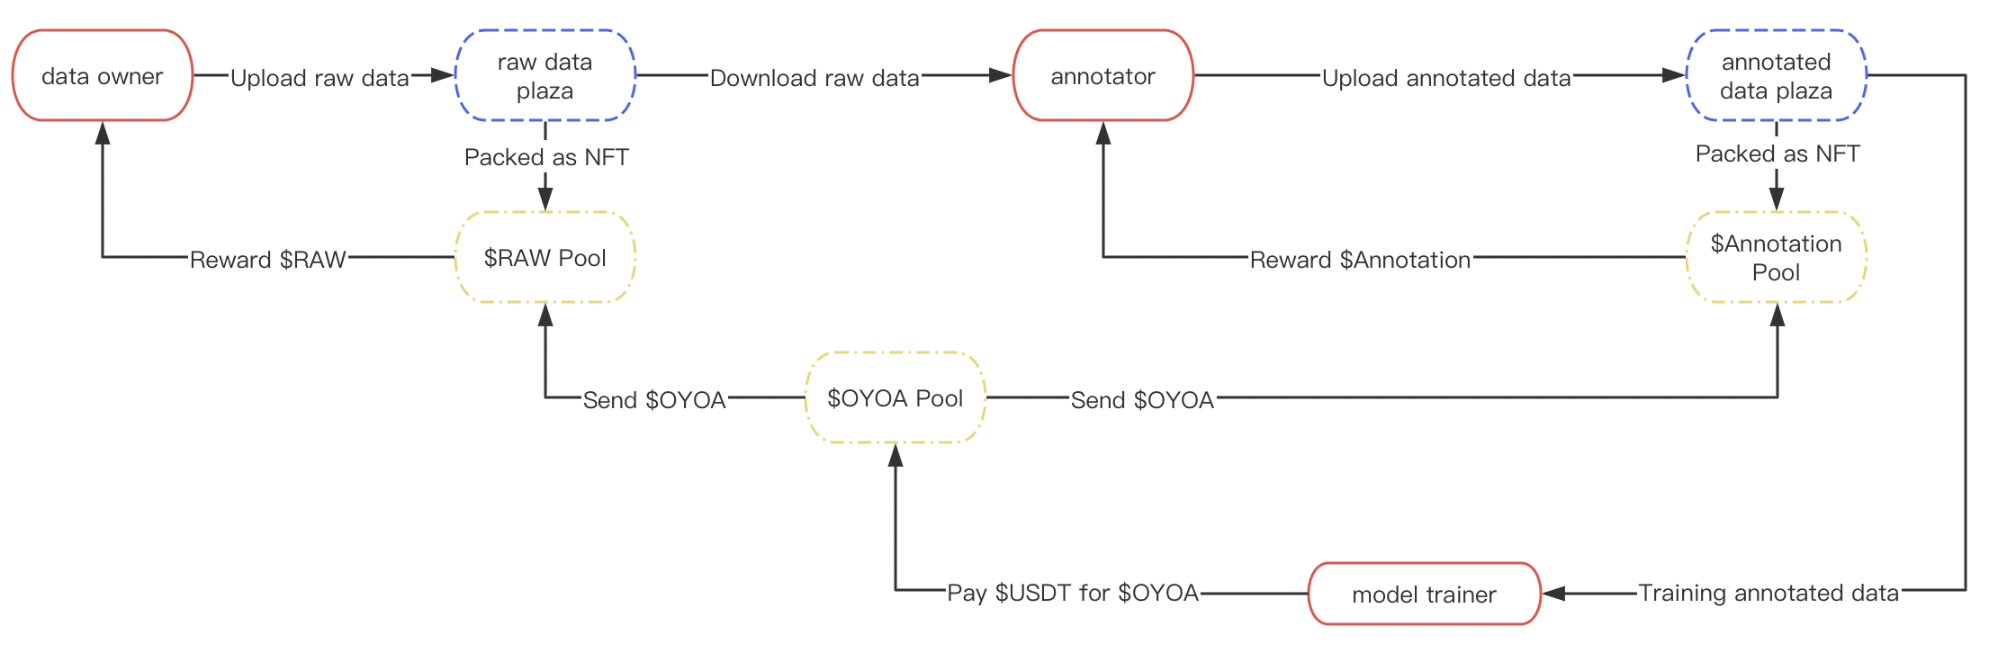 data owner
Upload raw data
raw data
plaza
Download raw data
annotator
Upload annotated data
annotated
data plaza
Packed as NFT
Packed as NFT
Reward $RAW
$RAW Pool
Reward $Annotation
$Annotation
Pool
Send $OYOA
$OYOA Pool
Send $OYOA
Pay $USDT for $OYOA
model trainer
Training annotated data